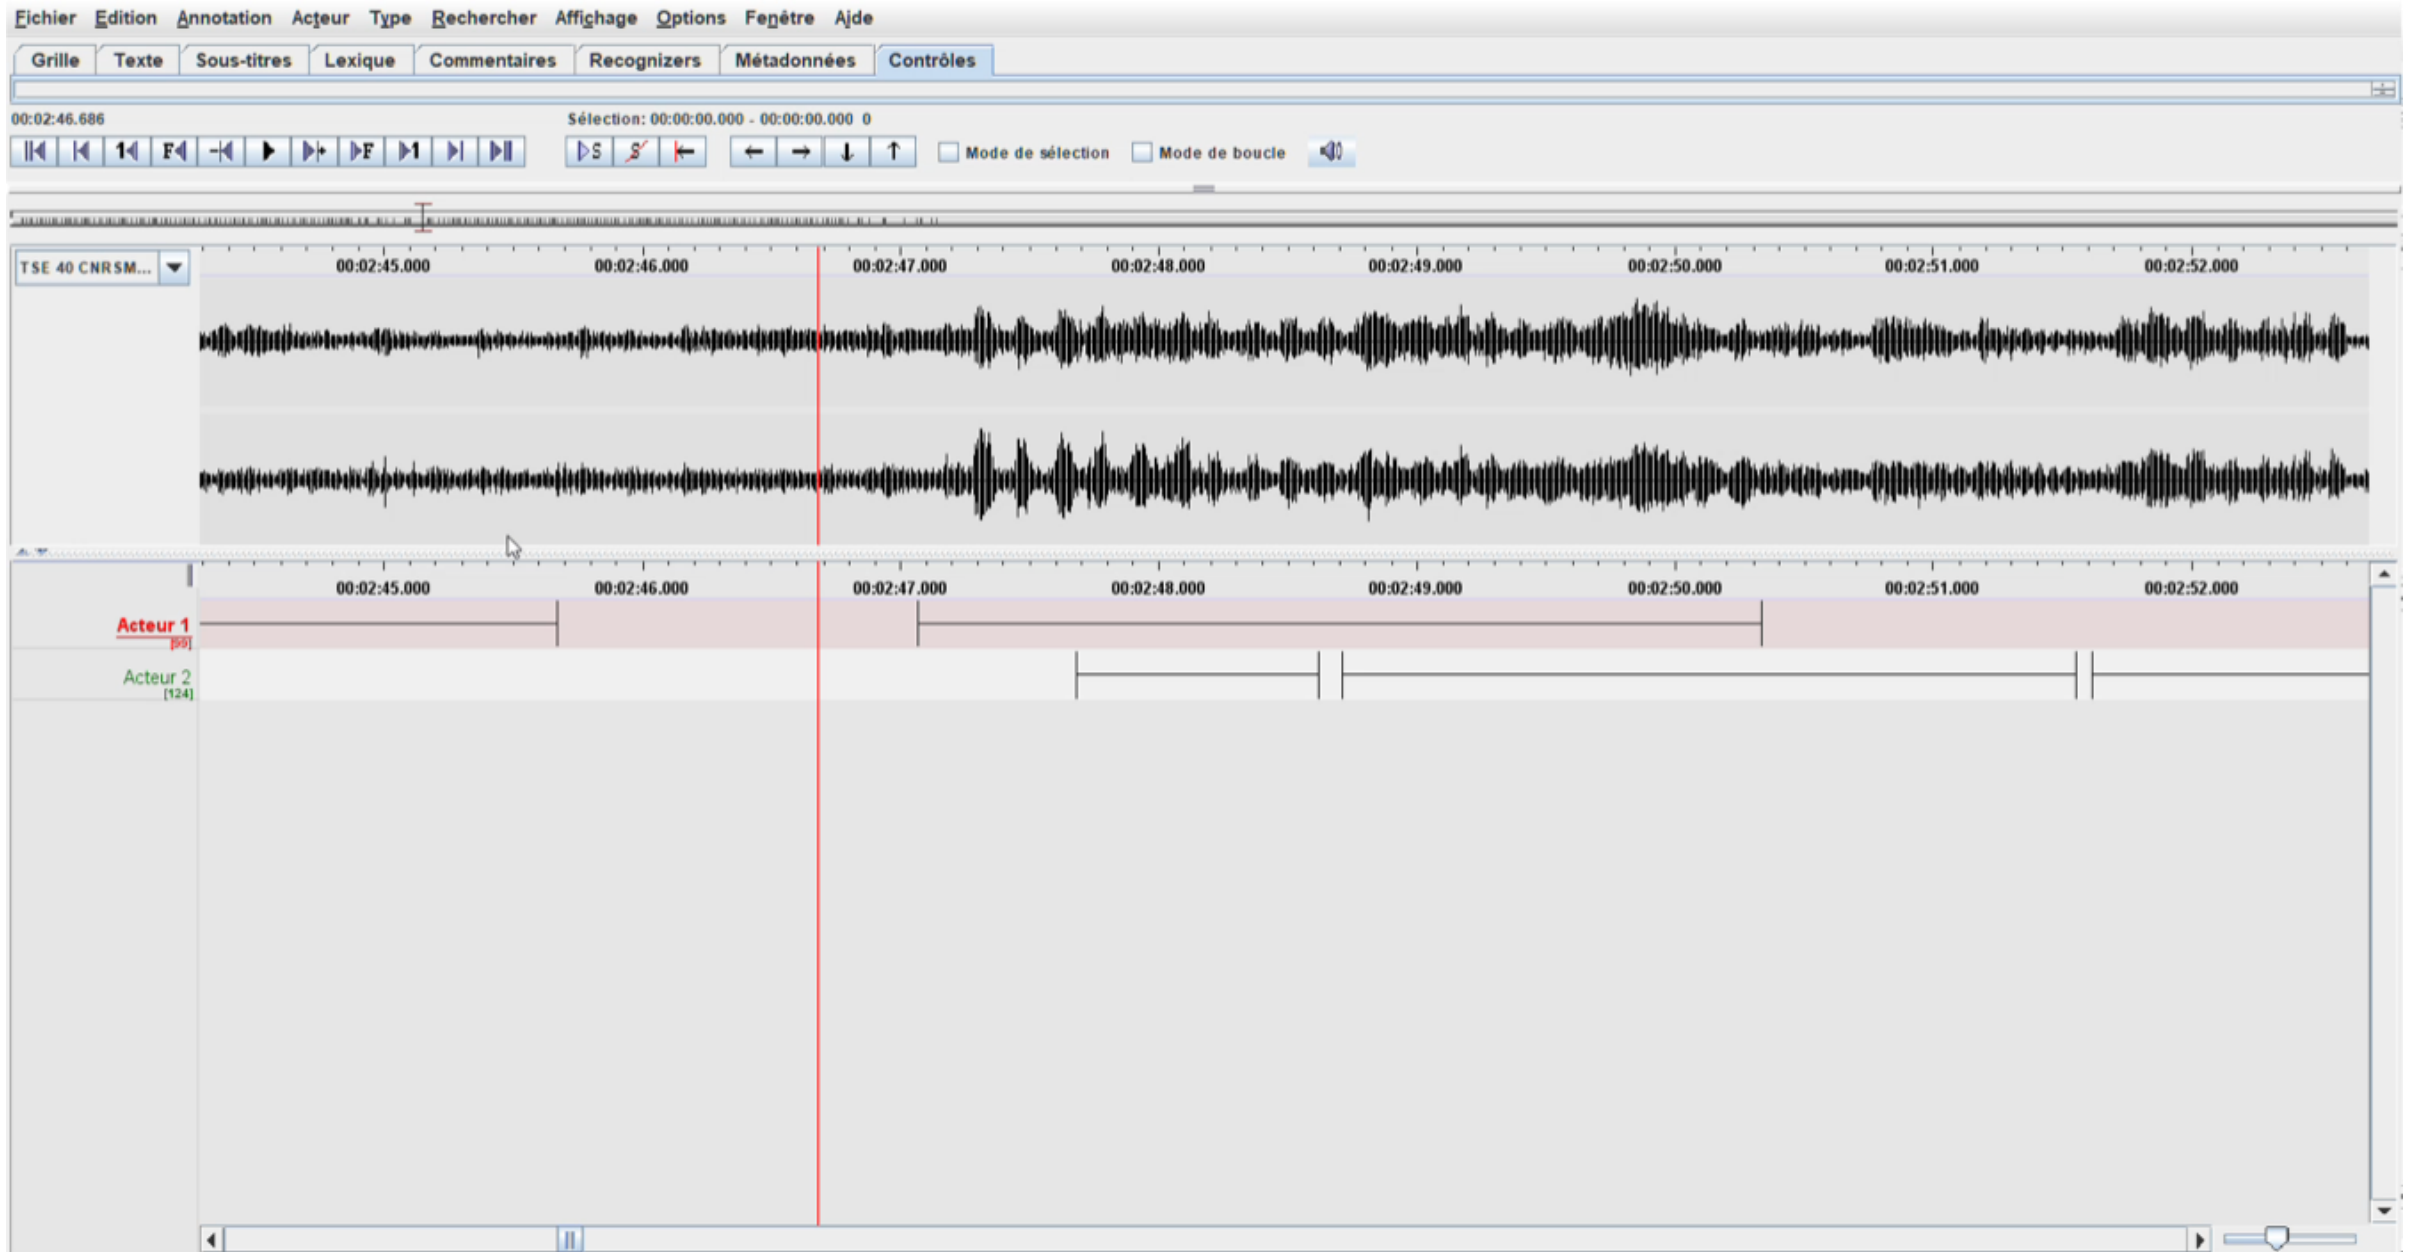 Fichier Edition Annotation Acteur Type Rechercher Affichage Options Fenêtre Aide
Grille Texte Sous-titres Lexique Commentaires Recognizers Métadonnées Contrôles
00:02:46.686 Sélection: 00:00:00.000 - 00:00:00.000 0
1 F F 1 S S Mode de sélection Mode de boucle
TSE 40 CNRSM... 00:02:45.000 00:02:46.000 00:02:47.000 00:02:48.000 00:02:49.000 00:02:50.000 00:02:51.000 00:02:52.000
00:02:45.000 00:02:46.000 00:02:47.000 00:02:48.000 00:02:49.000 00:02:50.000 00:02:51.000 00:02:52.000
Acteur 1
Acteur 2
[124]